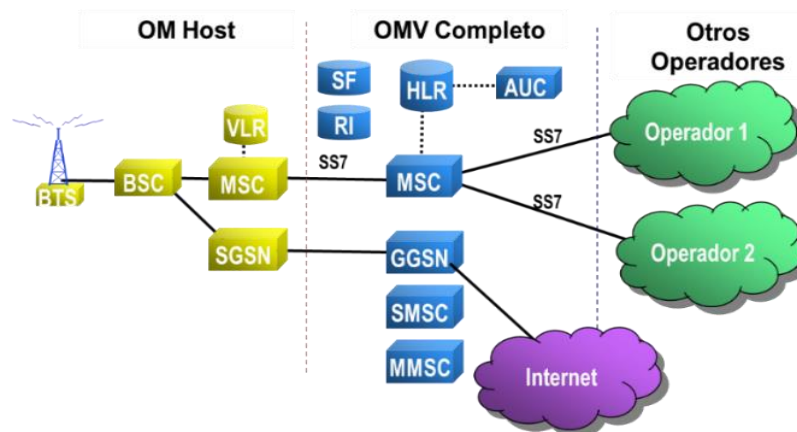 OM Host
OMV Completo
Otros
Operadores
SF
HLR
AUC
VLR
RI
Operador 1
SS7
SS7
BTS
BSC
MSC
MSC
SS7
SGSN
GGSN
Operador 2
SMSC
MMSC
Internet